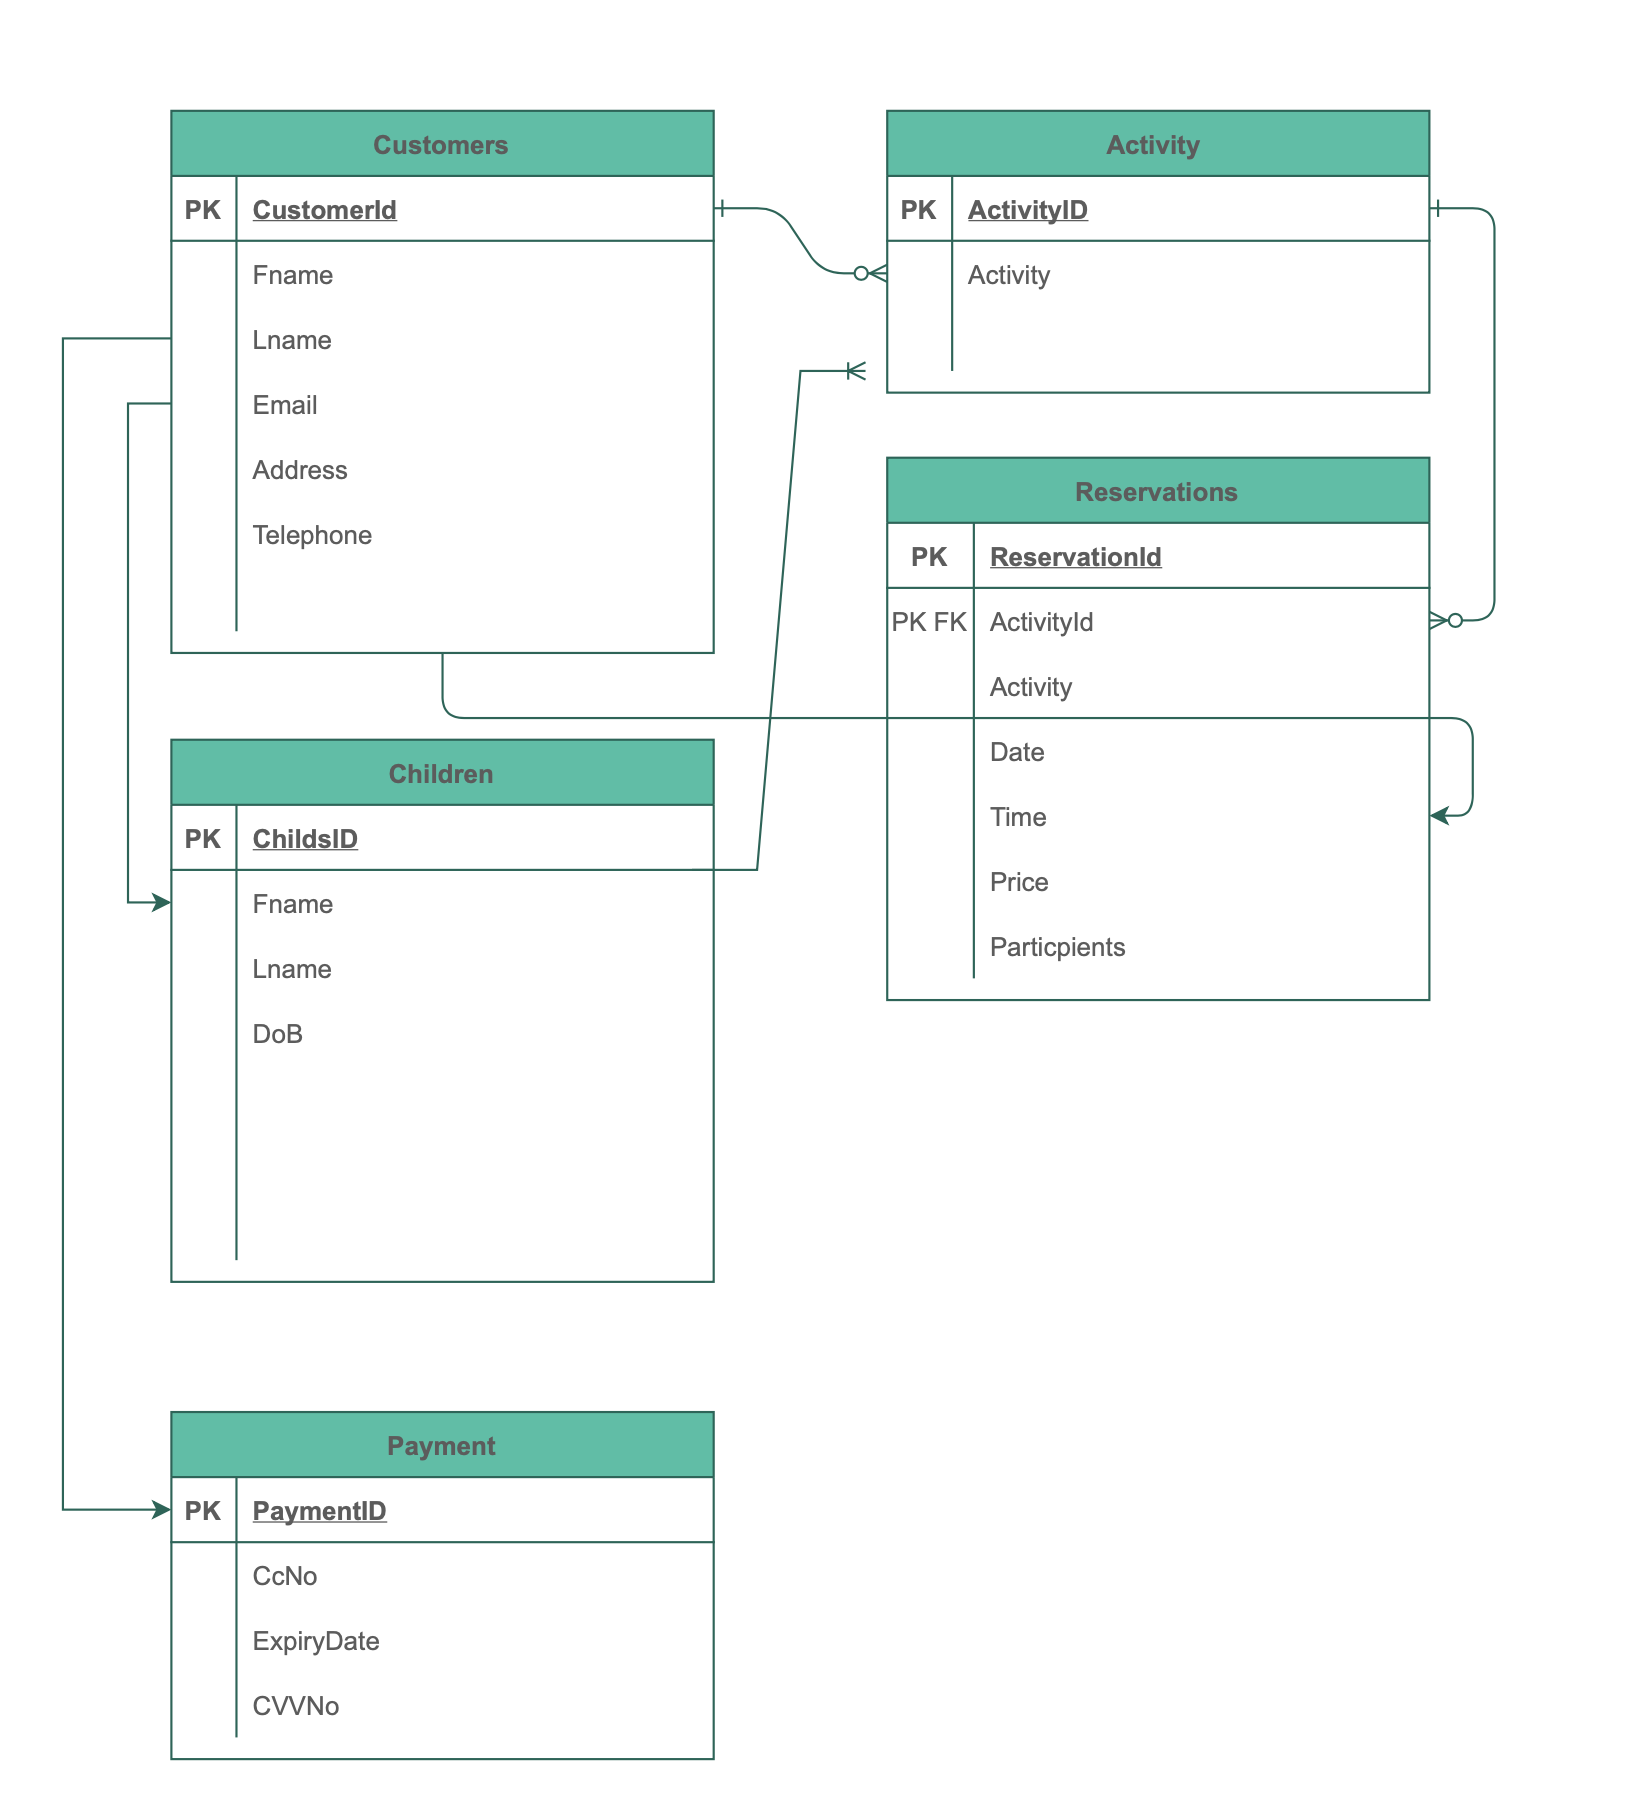 Customers
PK CustomerId
Fname
Lname
Email
Address
Telephone
Activity
PK ActivityID
Activity
Reservations
PK ReservationId
PK FK ActivityId
Activity
Date
Time
Price
Particpients
Children
PK ChildsID
Fname
Lname
DoB
Payment
PK PaymentID
CcNo
ExpiryDate
CVVNo